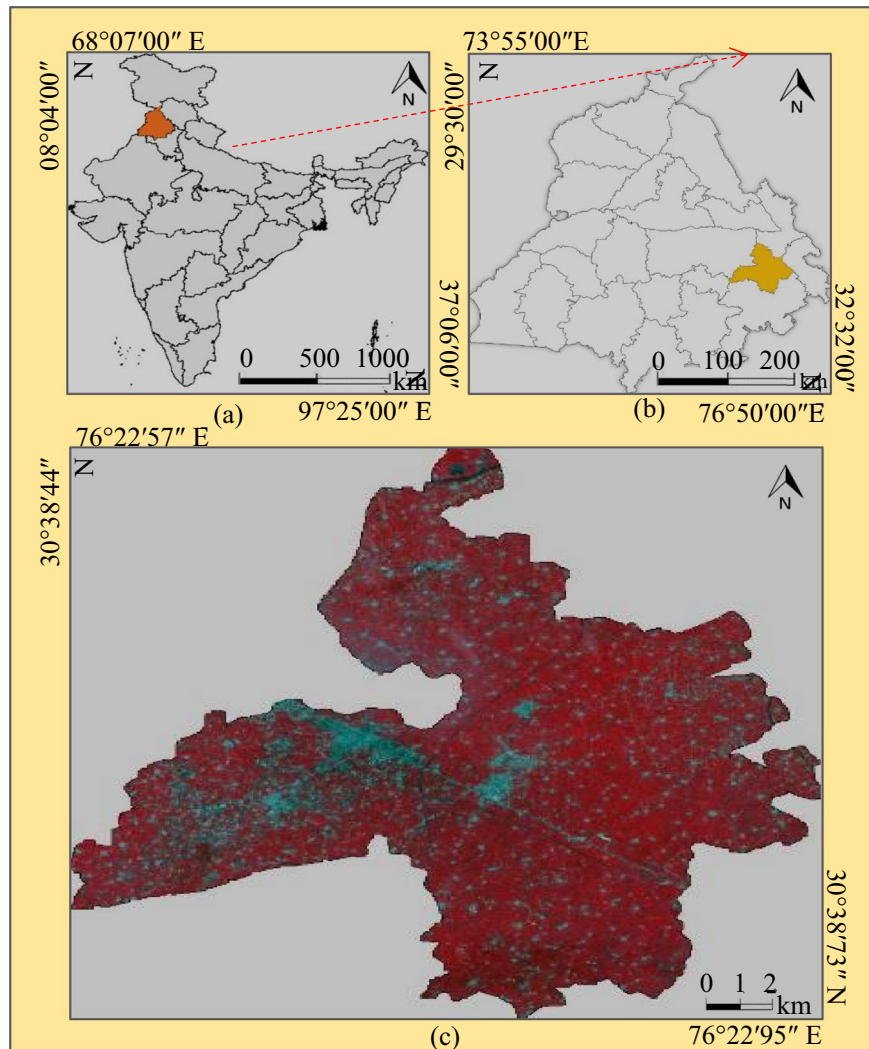 68°07′00″ E
N
08°04′00″
N
0 500 1000
km
N
37°06′00″
97°25′00″ E
(a)
73°55′00″E
N
29°30′00″
N
0 100 200
km
N
32°32′00″
76°50′00″E
(b)
76°22′57″ E
N
30°38′44″
N
0 1 2
km
30°38′73″ N
76°22′95″ E
(c)